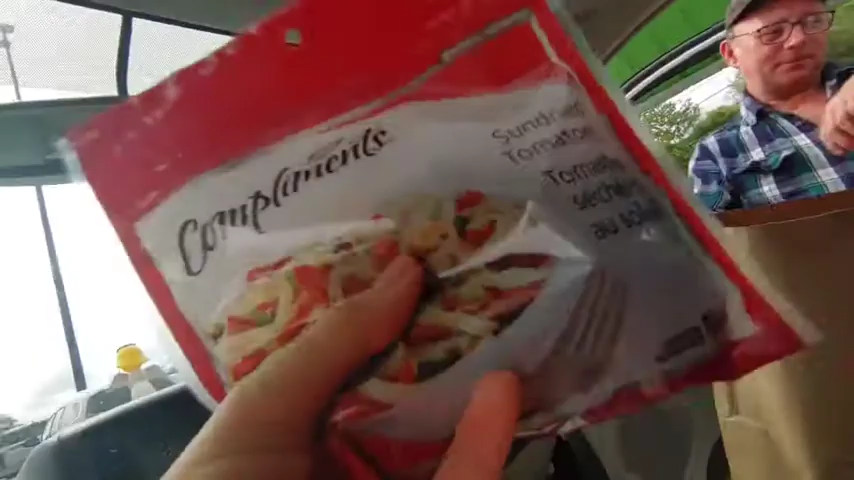 Compliments
Sundried
Tomatoes
Tomates
séchées
au soleil